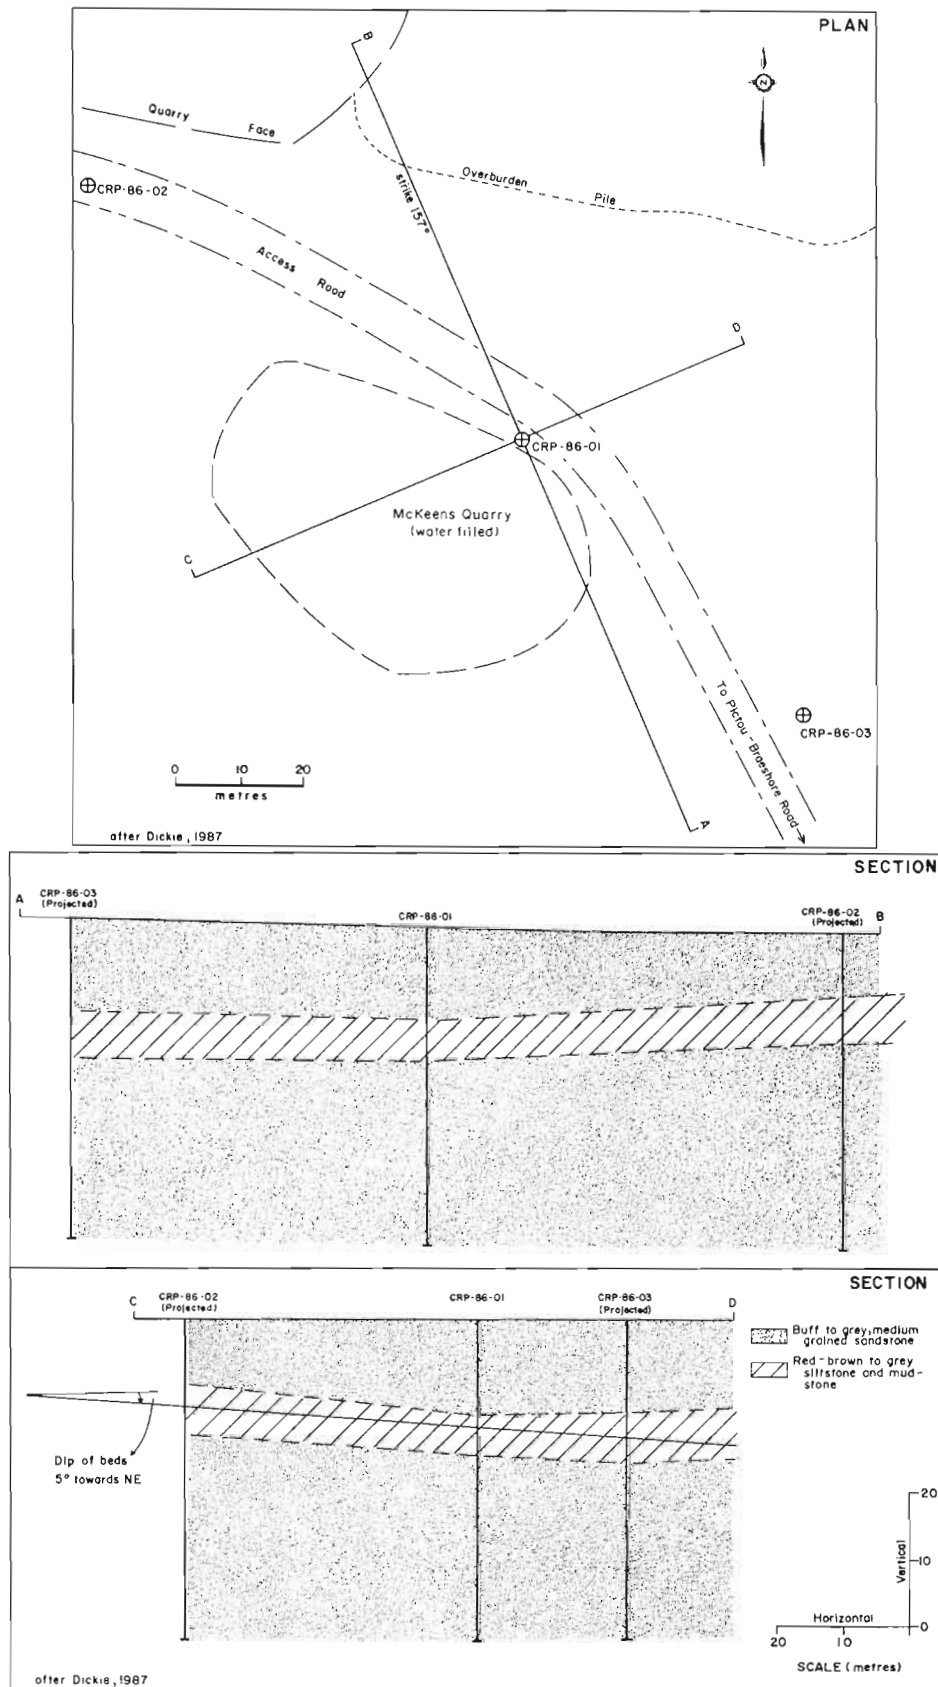 PLAN
B
N
Quarry Face
Overburden Pile
CRP-86-02
strike 157°
Access Road
D
CRP-86-01
McKeens Quarry
(water filled)
C
To Pictou-Braeshore Road
CRP-86-03
0 10 20
metres
A
after Dickie, 1987
SECTION
A
CRP-86-03
(Projected)
CRP-86-01
CRP-86-02
(Projected)
B
SECTION
C
CRP-86-02
(Projected)
CRP-86-01
CRP-86-03
(Projected)
D
Buff to grey, medium
grained sandstone
Red-brown to grey
siltstone and mud-
stone
Dip of beds
5° towards NE
20
10
0
Vertical
Horizontal
20 10
SCALE (metres)
after Dickie, 1987